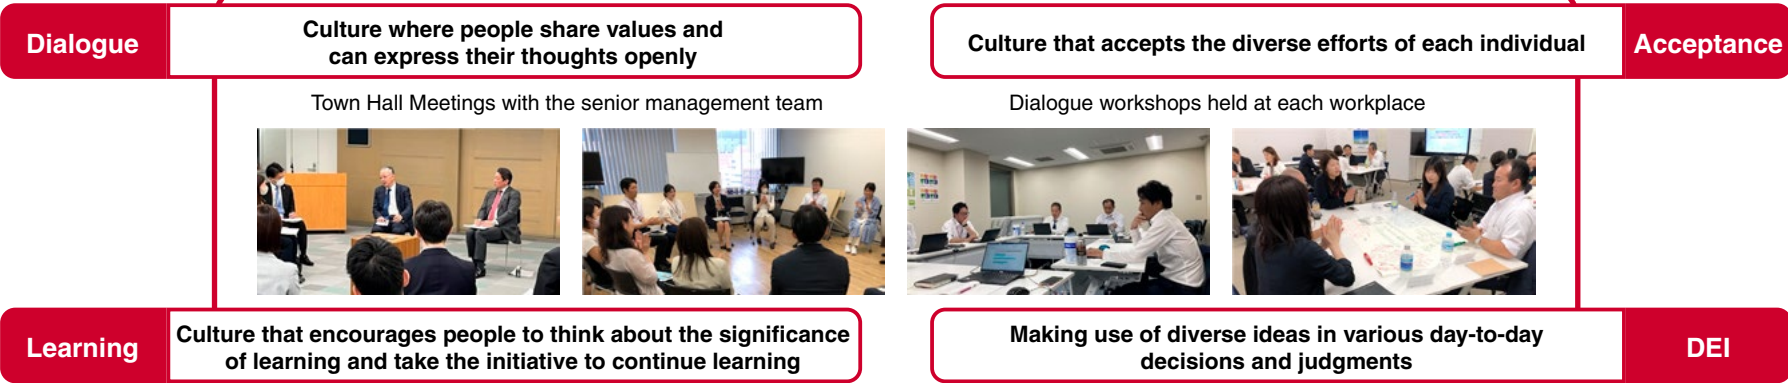 Dialogue
Culture where people share values and
can express their thoughts openly
Culture that accepts the diverse efforts of each individual
Acceptance
Town Hall Meetings with the senior management team
Dialogue workshops held at each workplace
Learning
Culture that encourages people to think about the significance
of learning and take the initiative to continue learning
Making use of diverse ideas in various day-to-day
decisions and judgments
DEI